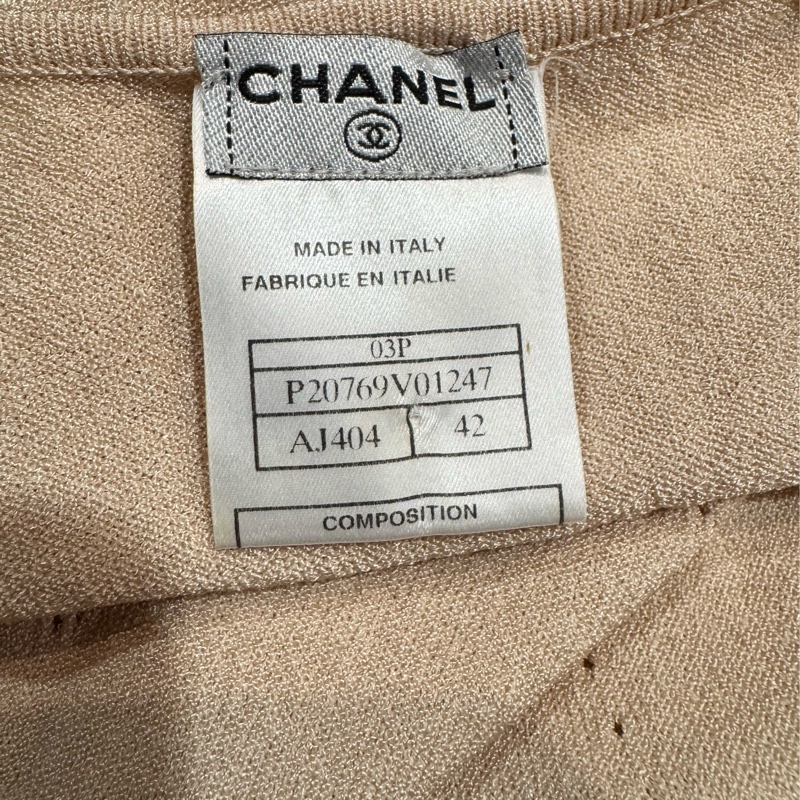 CHANEL
MADE IN ITALY
FABRIQUE EN ITALIE
03P
P20769V01247
AJ404 42
COMPOSITION